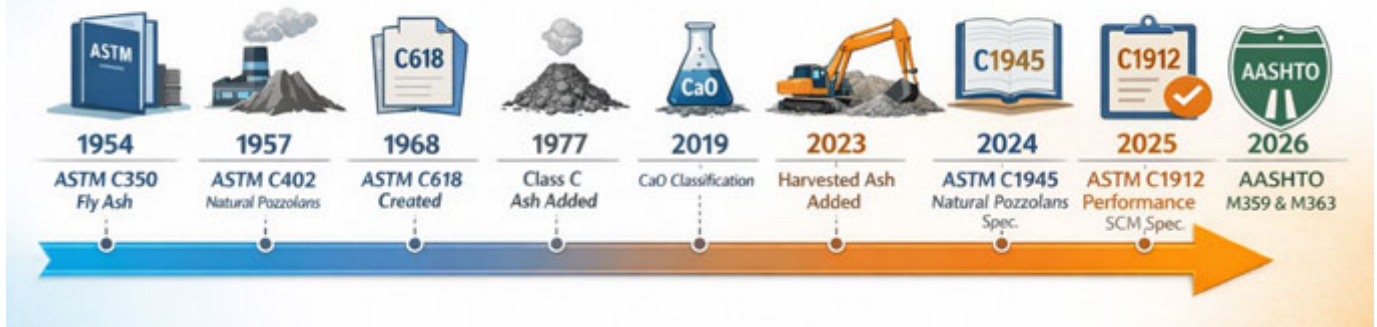 ASTM
C618
CaO
C1945
C1912
AASHTO
1954
ASTM C350
Fly Ash
1957
ASTM C402
Natural Pozzolans
1968
ASTM C618
Created
1977
Class C
Ash Added
2019
CaO Classification
2023
Harvested Ash
Added
2024
ASTM C1945
Natural Pozzolans
Spec.
2025
ASTM C1912
Performance
SCM Spec.
2026
AASHTO
M359 & M363